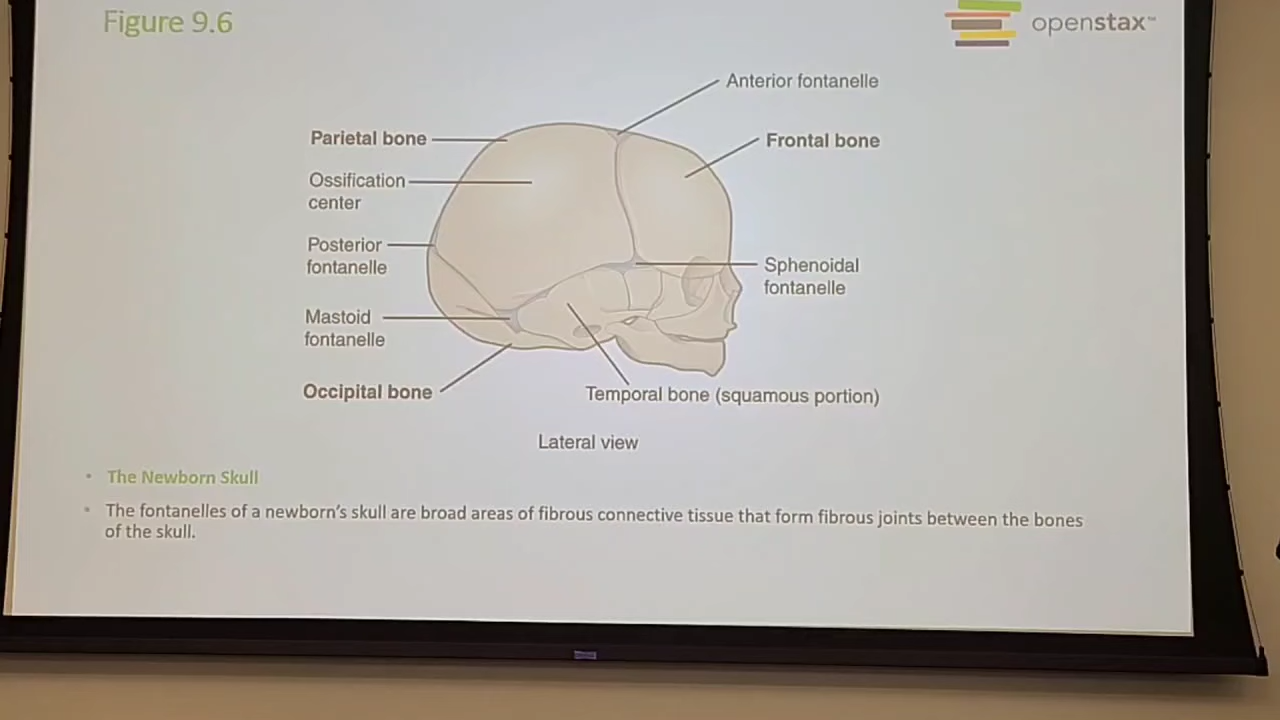 Figure 9.6
openstax™
Anterior fontanelle
Parietal bone
Frontal bone
Ossification
center
Posterior
fontanelle
Sphenoidal
fontanelle
Mastoid
fontanelle
Occipital bone
Temporal bone (squamous portion)
Lateral view
• The Newborn Skull
• The fontanelles of a newborn's skull are broad areas of fibrous connective tissue that form fibrous joints between the bones
of the skull.